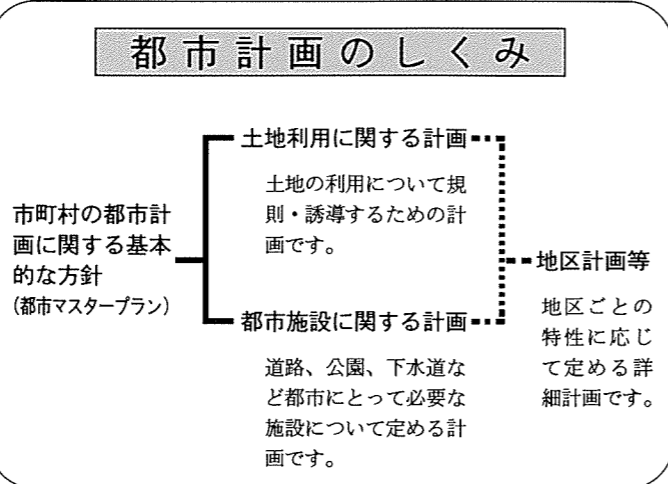 都市計画のしくみ
市町村の都市計
画に関する基本
的な方針
(都市マスタープラン)
土地利用に関する計画
土地の利用について規
則・誘導するための計
画です。
都市施設に関する計画
道路、公園、下水道な
ど都市にとって必要な
施設について定める計
画です。
地区計画等
地区ごとの
特性に応じ
て定める詳
細計画です。